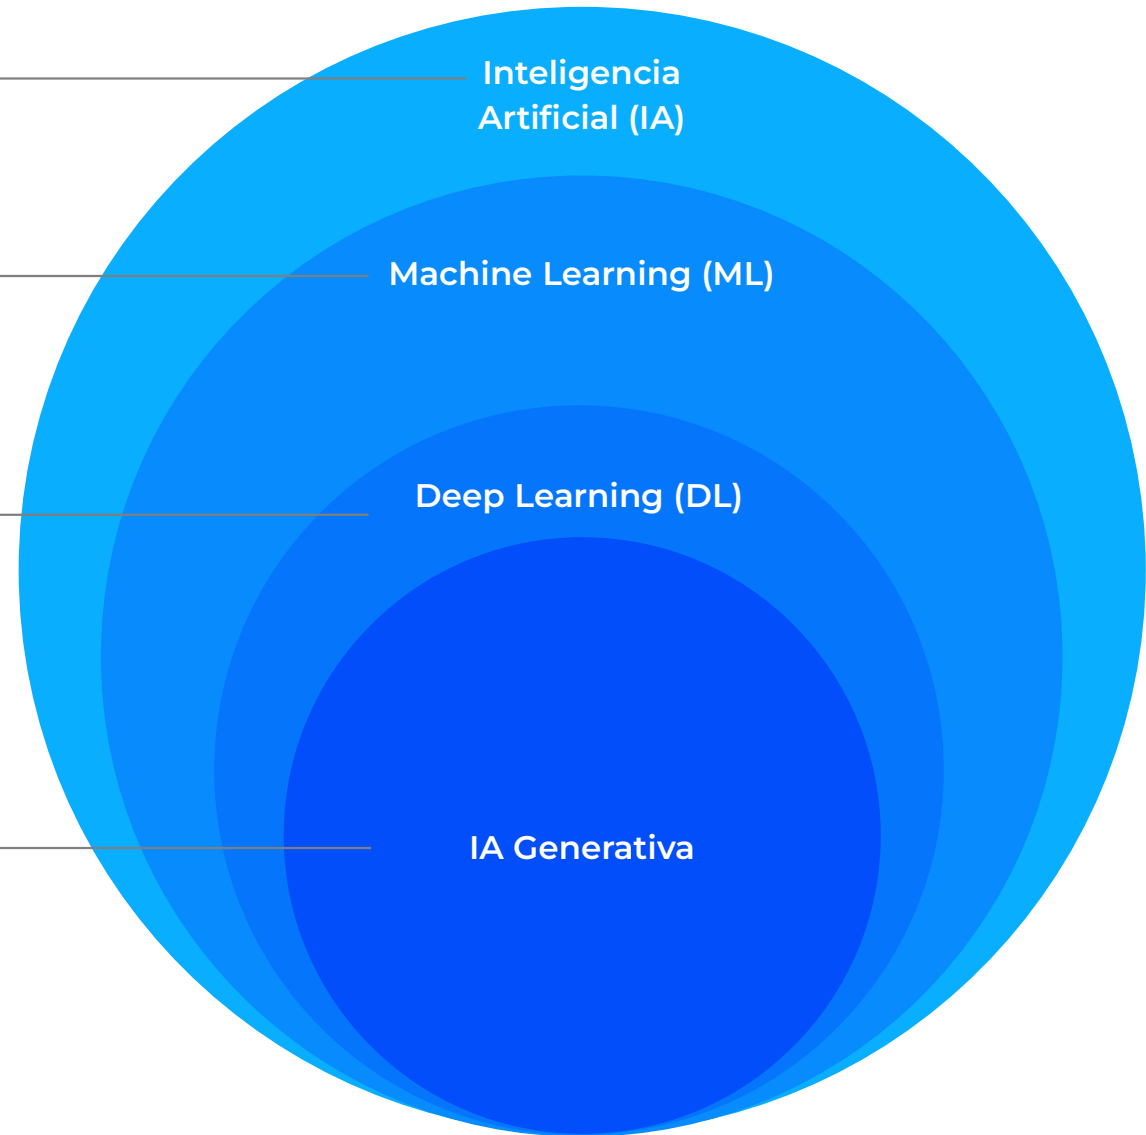 Inteligencia
Artificial (IA)
Machine Learning (ML)
Deep Learning (DL)
IA Generativa